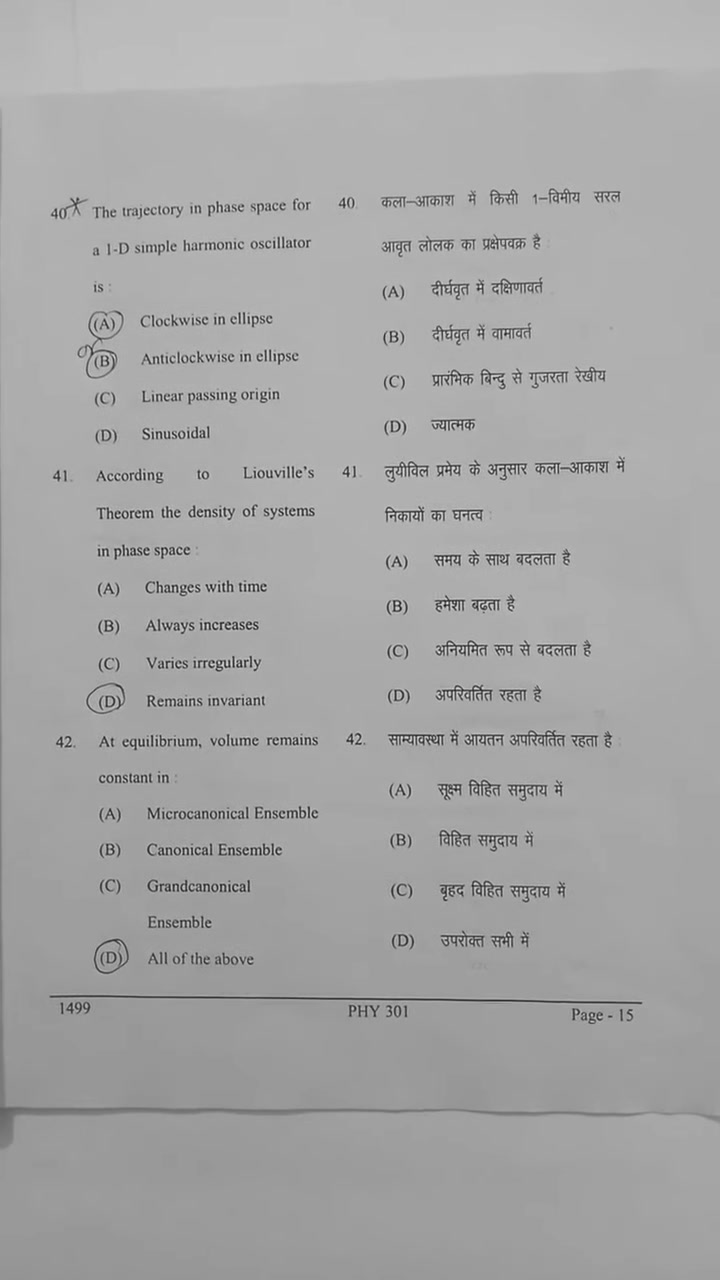 40. The trajectory in phase space for
a 1-D simple harmonic oscillator
is :
(A) Clockwise in ellipse
or
(B) Anticlockwise in ellipse
(C) Linear passing origin
(D) Sinusoidal
41. According to Liouville's
Theorem the density of systems
in phase space :
(A) Changes with time
(B) Always increases
(C) Varies irregularly
(D) Remains invariant
42. At equilibrium, volume remains
constant in :
(A) Microcanonical Ensemble
(B) Canonical Ensemble
(C) Grandcanonical
Ensemble
(D) All of the above
40. कला–आकाश में किसी 1–विमीय सरल
आवृत लोलक का प्रक्षेपवक्र है :
(A) दीर्घवृत में दक्षिणावर्त
(B) दीर्घवृत में वामावर्त
(C) प्रारंभिक बिन्दु से गुजरता रेखीय
(D) ज्यात्मक
41. लुयीविल प्रमेय के अनुसार कला–आकाश में
निकायों का घनत्व :
(A) समय के साथ बदलता है
(B) हमेशा बढ़ता है
(C) अनियमित रूप से बदलता है
(D) अपरिवर्तित रहता है
42. साम्यावस्था में आयतन अपरिवर्तित रहता है :
(A) सूक्ष्म विहित समुदाय में
(B) विहित समुदाय में
(C) बृहद विहित समुदाय में
(D) उपरोक्त सभी में
1499 PHY 301 Page - 15